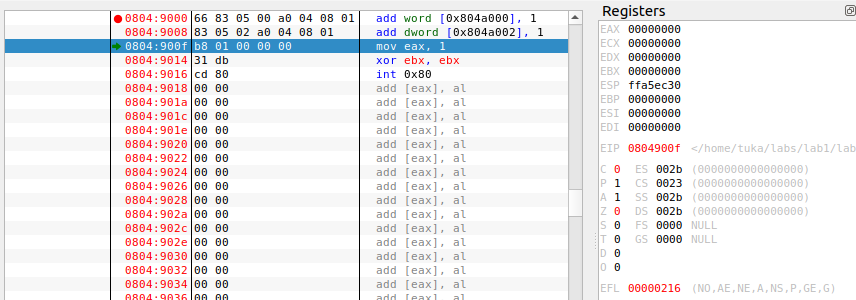 0804:9000 66 83 05 00 a0 04 08 01 add word [0x804a000], 1
0804:9008 83 05 02 a0 04 08 01 add dword [0x804a002], 1
0804:900f b8 01 00 00 00 mov eax, 1
0804:9014 31 db xor ebx, ebx
0804:9016 cd 80 int 0x80
0804:9018 00 00 add [eax], al
0804:901a 00 00 add [eax], al
0804:901c 00 00 add [eax], al
0804:901e 00 00 add [eax], al
0804:9020 00 00 add [eax], al
0804:9022 00 00 add [eax], al
0804:9024 00 00 add [eax], al
0804:9026 00 00 add [eax], al
0804:9028 00 00 add [eax], al
0804:902a 00 00 add [eax], al
0804:902c 00 00 add [eax], al
0804:902e 00 00 add [eax], al
0804:9030 00 00 add [eax], al
0804:9032 00 00 add [eax], al
0804:9034 00 00 add [eax], al
0804:9036 00 00 add [eax], al
Registers
EAX 00000000
ECX 00000000
EDX 00000000
EBX 00000000
ESP ffa5ec30
EBP 00000000
ESI 00000000
EDI 00000000
EIP 0804900f </home/tuka/labs/lab1/lab
C 0 ES 002b (0000000000000000)
P 1 CS 0023 (0000000000000000)
A 1 SS 002b (0000000000000000)
Z 0 DS 002b (0000000000000000)
S 0 FS 0000 NULL
T 0 GS 0000 NULL
D 0
O 0
EFL 00000216 (NO,AE,NE,A,NS,P,GE,G)